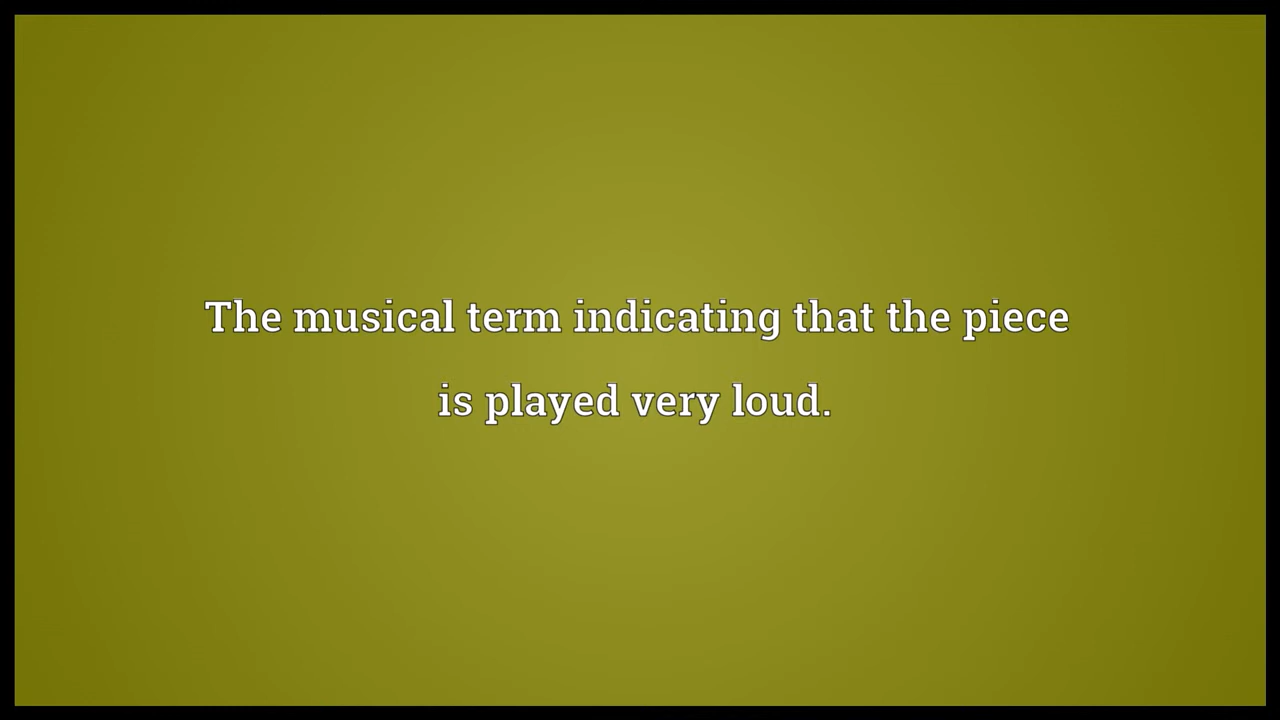 The musical term indicating that the piece
is played very loud.